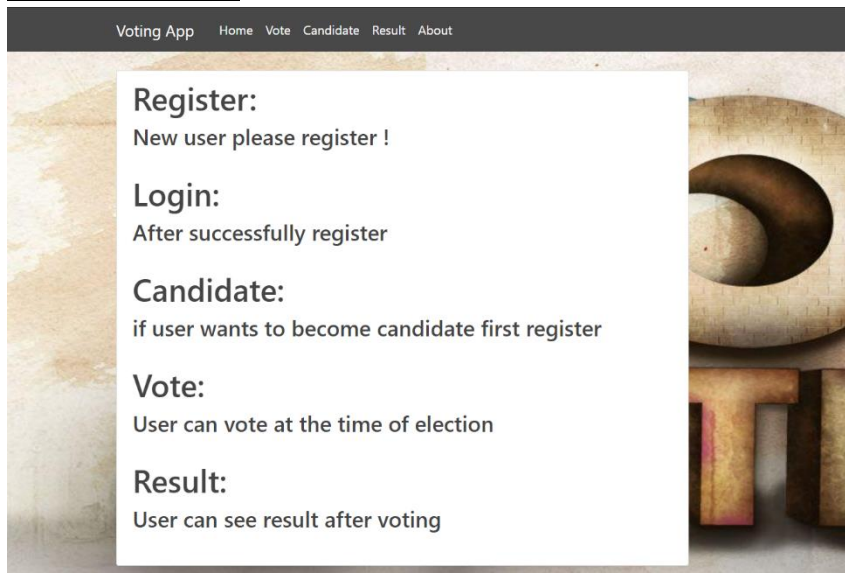 Voting App Home Vote Candidate Result About
Register:
New user please register !
Login:
After successfully register
Candidate:
if user wants to become candidate first register
Vote:
User can vote at the time of election
Result:
User can see result after voting